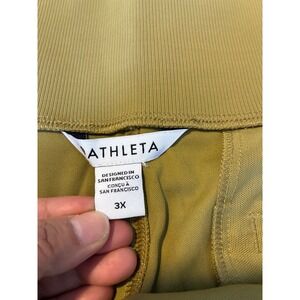 ATHLETA
DESIGNED IN
SAN FRANCISCO
CONÇU À
SAN FRANCISCO
3X